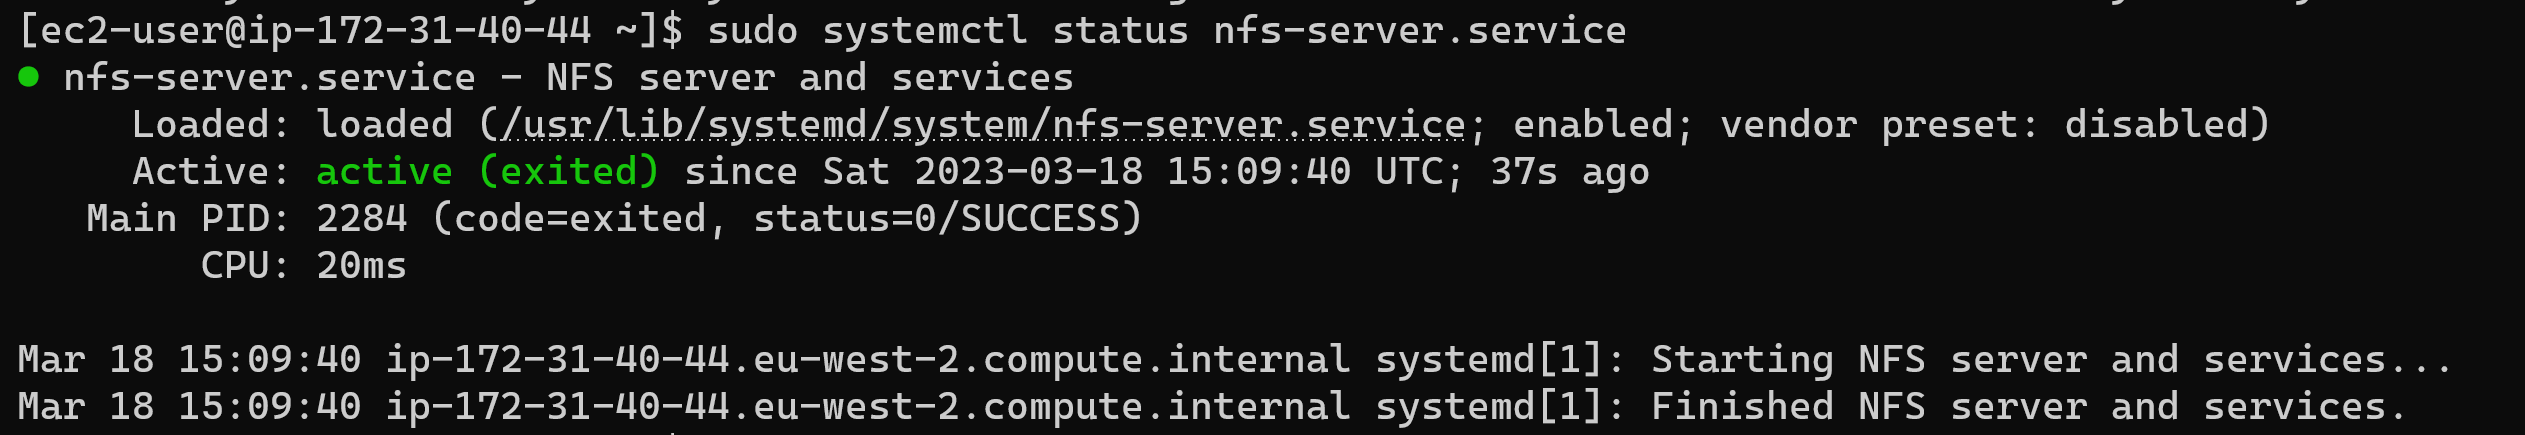 [ec2-user@ip-172-31-40-44 ~]$ sudo systemctl status nfs-server.service
● nfs-server.service - NFS server and services
     Loaded: loaded (/usr/lib/systemd/system/nfs-server.service; enabled; vendor preset: disabled)
     Active: active (exited) since Sat 2023-03-18 15:09:40 UTC; 37s ago
   Main PID: 2284 (code=exited, status=0/SUCCESS)
        CPU: 20ms

Mar 18 15:09:40 ip-172-31-40-44.eu-west-2.compute.internal systemd[1]: Starting NFS server and services...
Mar 18 15:09:40 ip-172-31-40-44.eu-west-2.compute.internal systemd[1]: Finished NFS server and services.